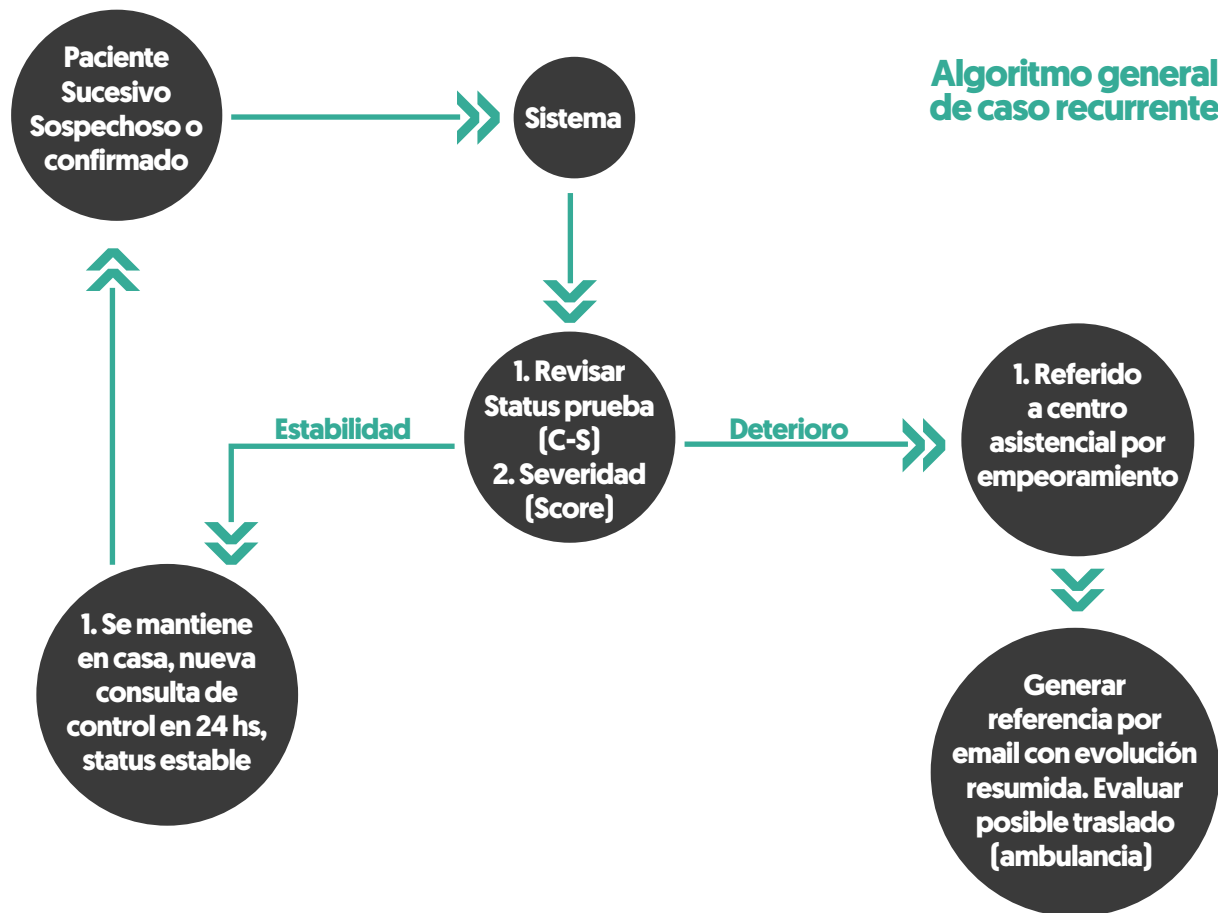 Paciente
Sucesivo
Sospechoso o
confirmado
Sistema
Algoritmo general
de caso recurrente
1. Revisar
Status prueba
(C-S)
2. Severidad
(Score)
Estabilidad
Deterioro
1. Referido
a centro
asistencial por
empeoramiento
1. Se mantiene
en casa, nueva
consulta de
control en 24 hs,
status estable
Generar
referencia por
email con evolución
resumida. Evaluar
posible traslado
(ambulancia)